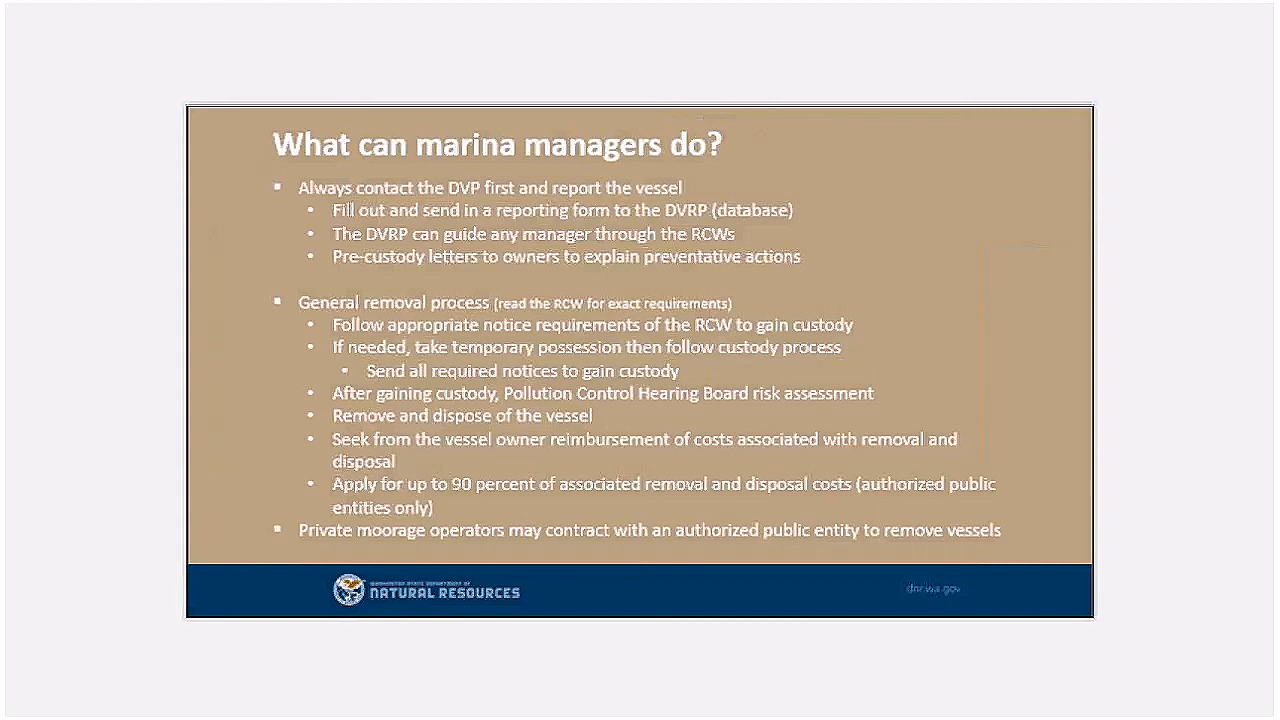 What can marina managers do?
▪ Always contact the DVP first and report the vessel
• Fill out and send in a reporting form to the DVRP (database)
• The DVRP can guide any manager through the RCWs
• Pre-custody letters to owners to explain preventative actions
▪ General removal process (read the RCW for exact requirements)
• Follow appropriate notice requirements of the RCW to gain custody
• If needed, take temporary possession then follow custody process
• Send all required notices to gain custody
• After gaining custody, Pollution Control Hearing Board risk assessment
• Remove and dispose of the vessel
• Seek from the vessel owner reimbursement of costs associated with removal and
disposal
• Apply for up to 90 percent of associated removal and disposal costs (authorized public
entities only)
▪ Private moorage operators may contract with an authorized public entity to remove vessels
WASHINGTON STATE DEPARTMENT OF
NATURAL RESOURCES
dnr.wa.gov